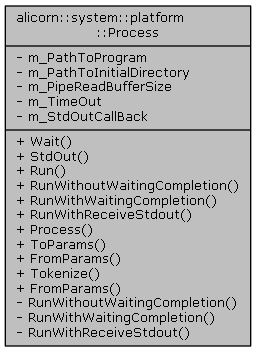 alicorn::system::platform
::Process
- m_PathToProgram
- m_PathToInitialDirectory
- m_PipeReadBufferSize
- m_TimeOut
- m_StdOutCallBack
+ Wait()
+ StdOut()
+ Run()
+ RunWithoutWaitingCompletion()
+ RunWithWaitingCompletion()
+ RunWithReceiveStdout()
+ Process()
+ ToParams()
+ FromParams()
+ Tokenize()
+ FromParams()
- RunWithoutWaitingCompletion()
- RunWithWaitingCompletion()
- RunWithReceiveStdout()